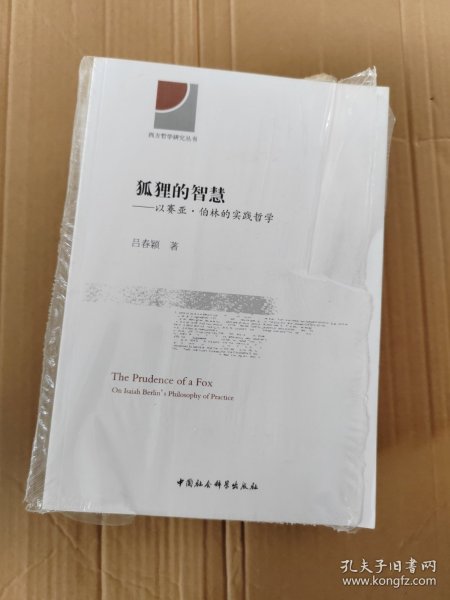 西方哲学研究丛书
狐狸的智慧
——以赛亚·伯林的实践哲学
吕春颖 著
The Prudence of a Fox
On Isaiah Berlin's Philosophy of Practice
中国社会科学出版社
孔夫子旧书网
www.kongfz.com